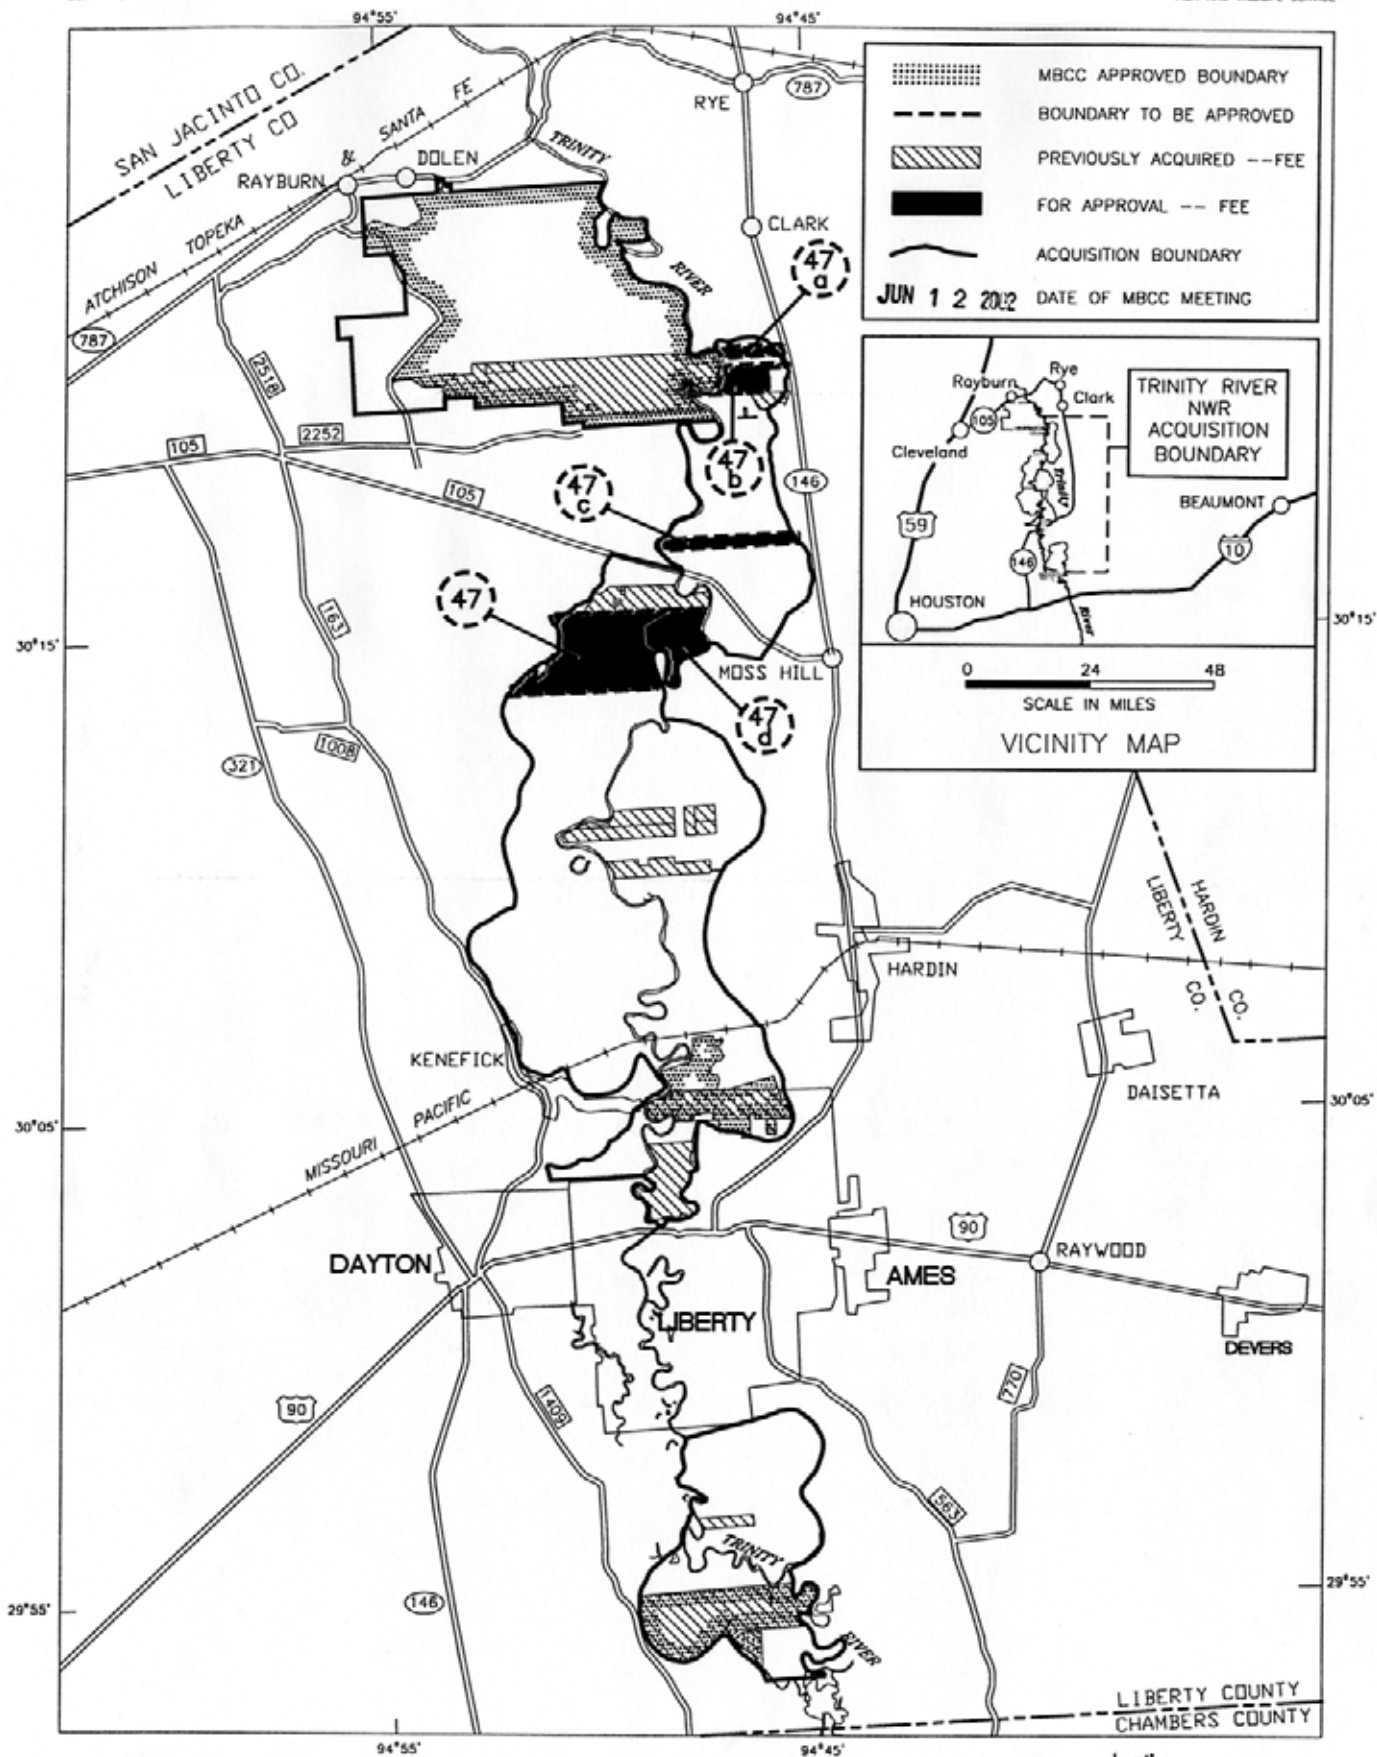 94°55'
94°45'
SAN JACINTO CO.
LIBERTY CO
ATCHISON TOPEKA & SANTA FE
RAYBURN
DOLEN
TRINITY
RIVER
RYE
787
CLARK
MBCC APPROVED BOUNDARY
BOUNDARY TO BE APPROVED
PREVIOUSLY ACQUIRED --FEE
FOR APPROVAL -- FEE
ACQUISITION BOUNDARY
JUN 12 2002 DATE OF MBCC MEETING
787
2518
47
a
105
2252
47
b
146
47
c
105
47
163
30°15'
MOSS HILL
47
d
1008
321
Rayburn
Rye
Clark
105
Cleveland
Trinity
TRINITY RIVER
NWR
ACQUISITION
BOUNDARY
BEAUMONT
59
10
146
HOUSTON
River
30°15'
0 24 48
SCALE IN MILES
VICINITY MAP
HARDIN CO.
LIBERTY CO.
HARDIN
KENEFICK
DAISETTA
MISSOURI PACIFIC
30°05'
30°05'
DAYTON
90
AMES
RAYWOOD
LIBERTY
DEVERS
90
1409
770
563
TRINITY
RIVER
146
29°55'
29°55'
LIBERTY COUNTY
CHAMBERS COUNTY
94°55'
94°45'